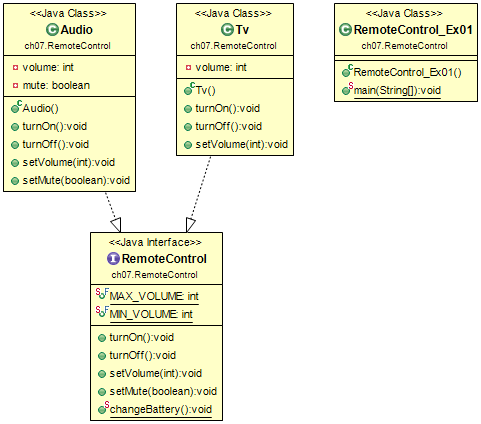 <<Java Class>>
Audio
ch07.RemoteControl
volume: int
mute: boolean
Audio()
turnOn():void
turnOff():void
setVolume(int):void
setMute(boolean):void
<<Java Class>>
Tv
ch07.RemoteControl
volume: int
Tv()
turnOn():void
turnOff():void
setVolume(int):void
<<Java Class>>
RemoteControl_Ex01
ch07.RemoteControl
RemoteControl_Ex01()
main(String[]):void
<<Java Interface>>
RemoteControl
ch07.RemoteControl
MAX_VOLUME: int
MIN_VOLUME: int
turnOn():void
turnOff():void
setVolume(int):void
setMute(boolean):void
changeBattery():void